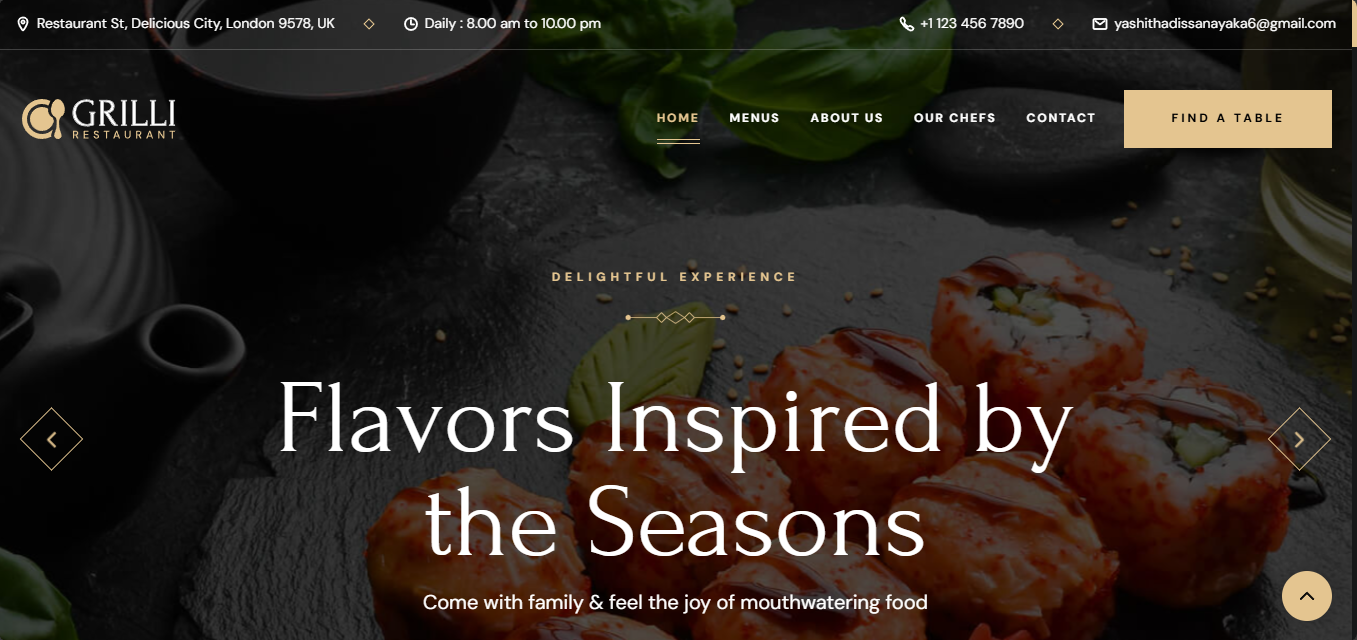 Restaurant St, Delicious City, London 9578, UK
Daily : 8.00 am to 10.00 pm
+1 123 456 7890
yashithadissanayaka6@gmail.com
GRILLI
RESTAURANT
HOME
MENUS
ABOUT US
OUR CHEFS
CONTACT
FIND A TABLE
DELIGHTFUL EXPERIENCE
Flavors Inspired by
the Seasons
Come with family & feel the joy of mouthwatering food